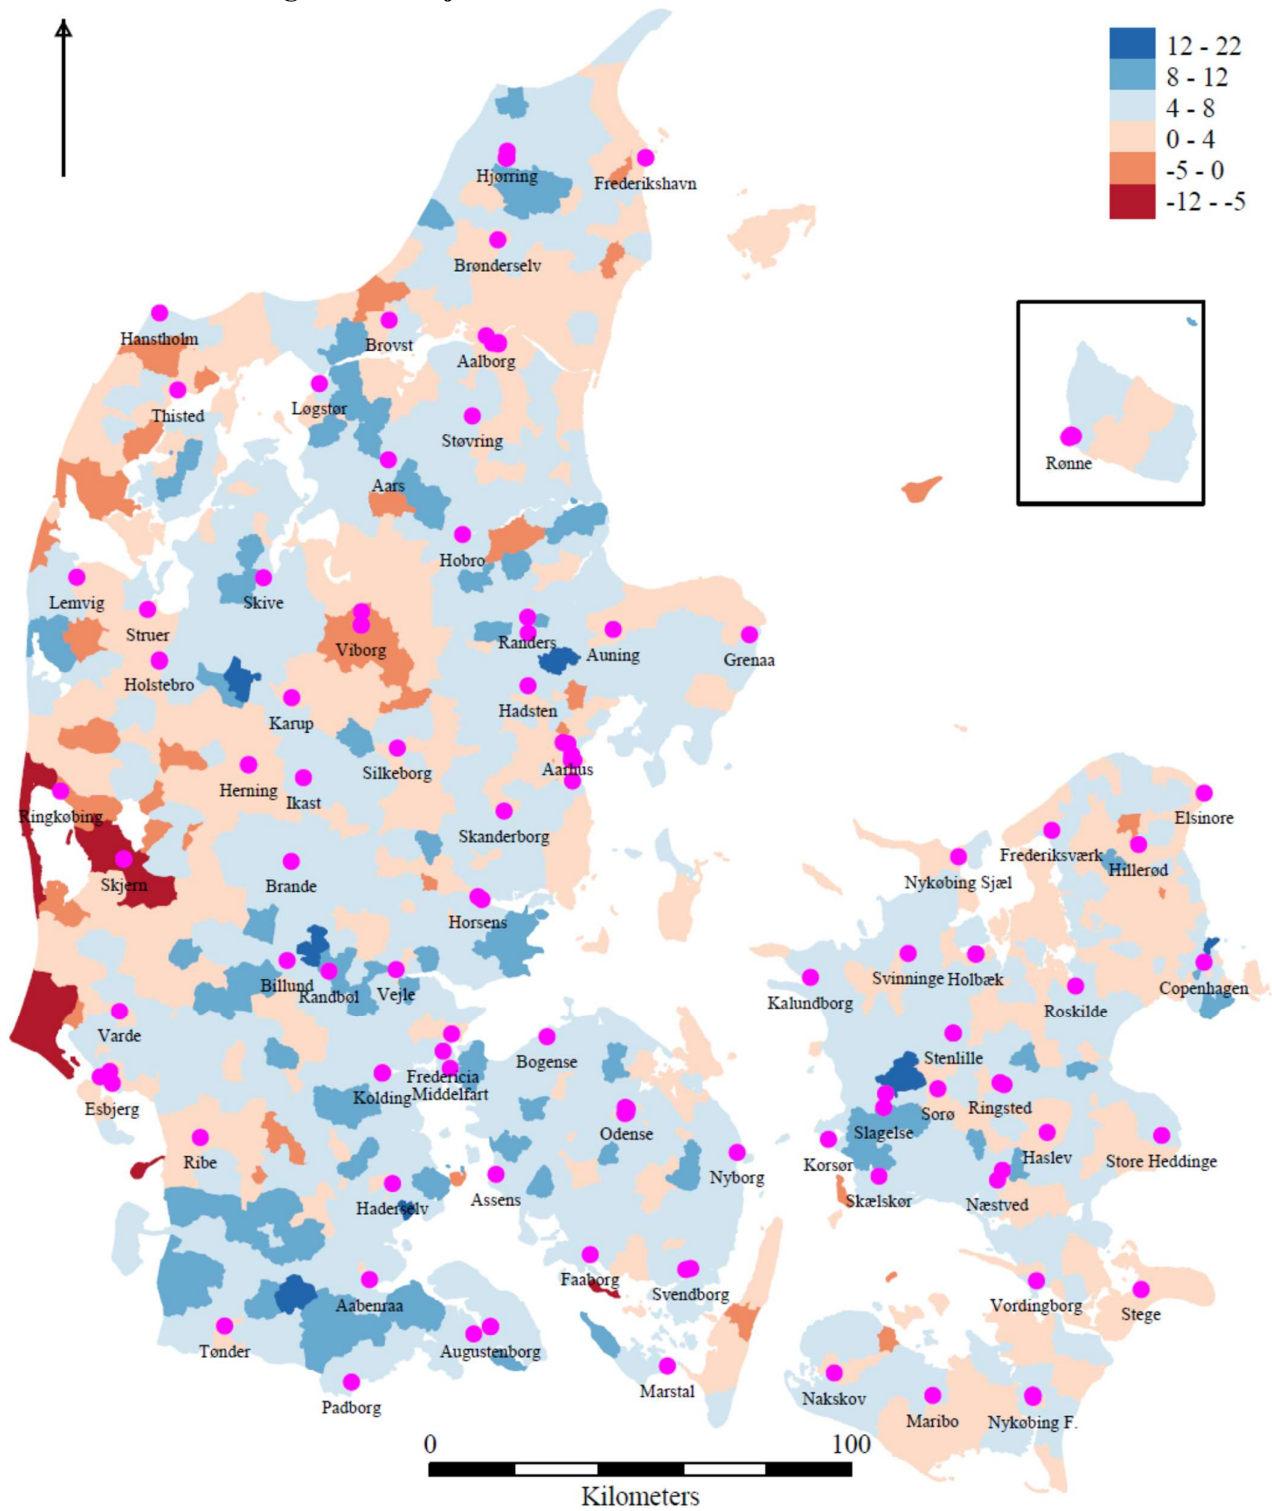 12 - 22
8 - 12
4 - 8
0 - 4
-5 - 0
-12 - -5
Hjørring
Frederikshavn
Brønderselv
Hanstholm
Brovst
Aalborg
Thisted
Løgstør
Støvring
Rønne
Aars
Hobro
Lemvig
Skive
Struer
Viborg
Randers
Auning
Grenaa
Holstebro
Hadsten
Karup
Silkeborg
Aarhus
Herning
Ikast
Ringkøbing
Skanderborg
Elsinore
Frederiksværk
Hillerød
Nykøbing Sjæl
Skjern
Brande
Horsens
Svinninge
Holbæk
Billund
Randbøl
Vejle
Kalundborg
Roskilde
Copenhagen
Varde
Bogense
Stenlille
Fredericia
Kolding
Middelfart
Esbjerg
Odense
Slagelse
Sorø
Ringsted
Ribe
Nyborg
Korsør
Haslev
Store Heddinge
Haderselv
Assens
Skælskør
Næstved
Faaborg
Svendborg
Aabenraa
Vordingborg
Stege
Tønder
Augustenborg
Marstal
Nakskov
Padborg
Maribo
Nykøbing F.
0 100
Kilometers